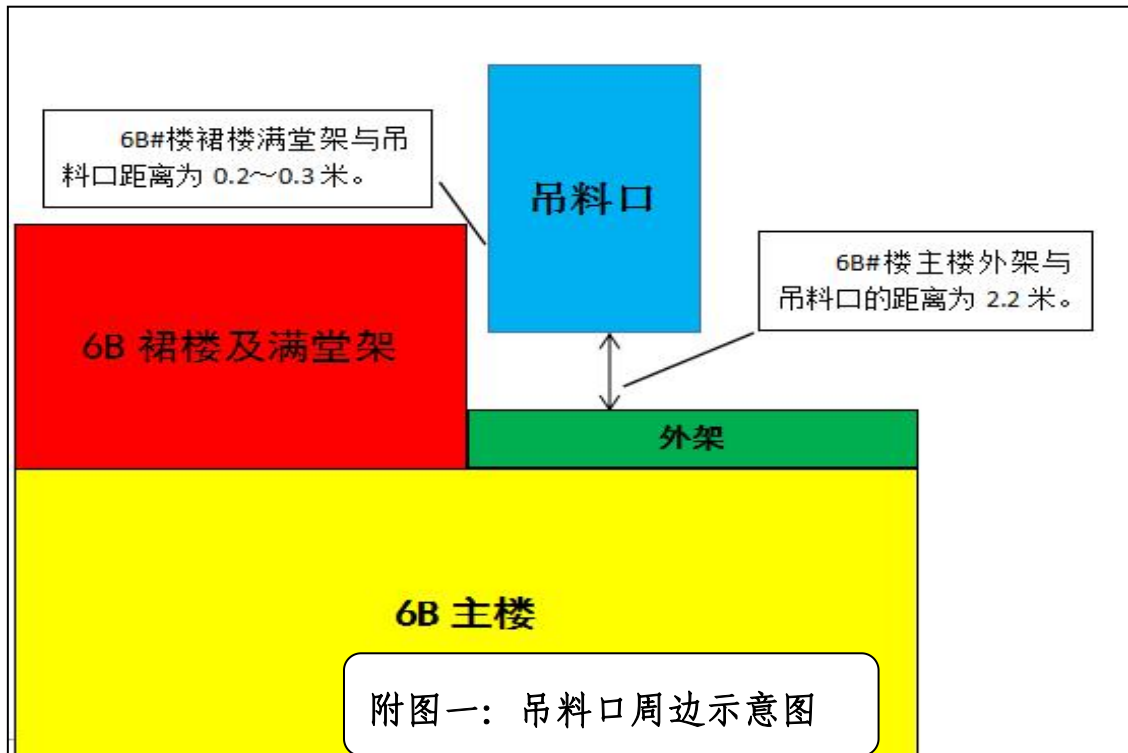 6B#楼裙楼满堂架与吊
料口距离为 0.2～0.3 米。
吊料口
6B#楼主楼外架与
吊料口的距离为 2.2 米。
6B 裙楼及满堂架
外架
6B 主楼
附图一：吊料口周边示意图